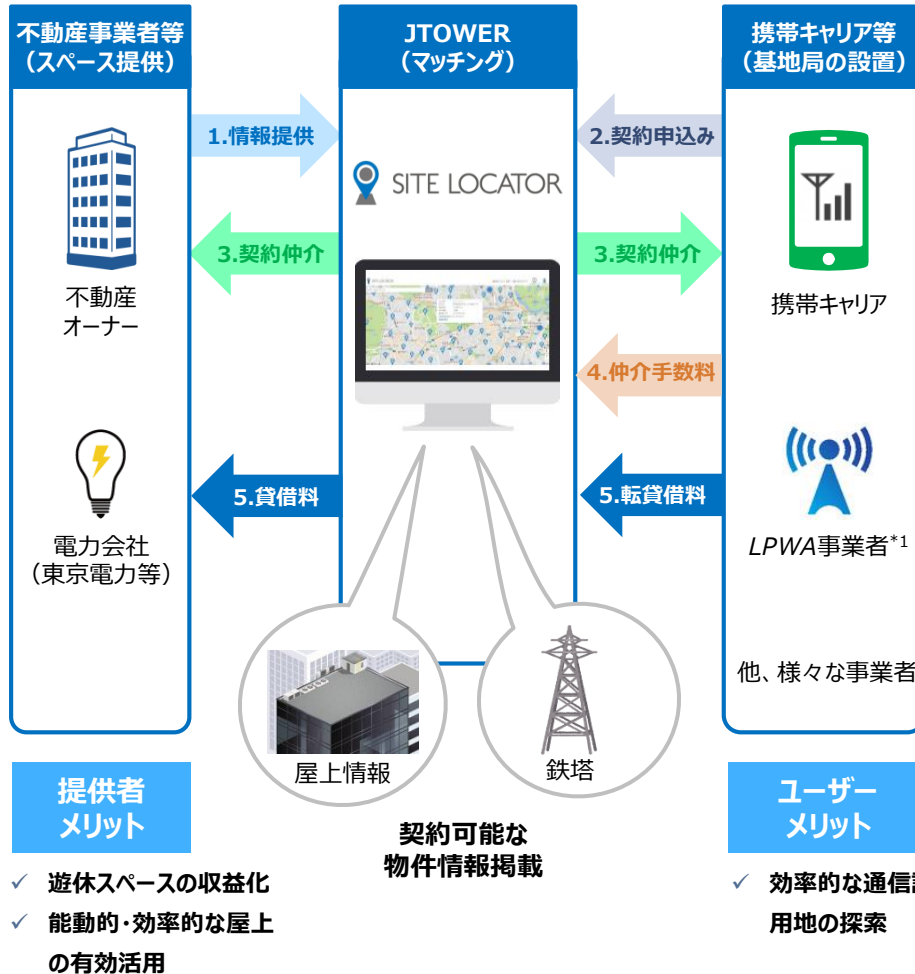 不動産事業者等
（スペース提供）
JTOWER
（マッチング）
携帯キャリア等
（基地局の設置）
1.情報提供
2.契約申込み
SITE LOCATOR
3.契約仲介
3.契約仲介
不動産
オーナー
携帯キャリア
4.仲介手数料
5.貸借料
5.転貸借料
電力会社
（東京電力等）
LPWA事業者*1
他、様々な事業者
屋上情報
鉄塔
提供者
メリット
契約可能な
物件情報掲載
ユーザー
メリット
✓ 遊休スペースの収益化
✓ 能動的・効率的な屋上
の有効活用
✓ 効率的な通信
用地の探索